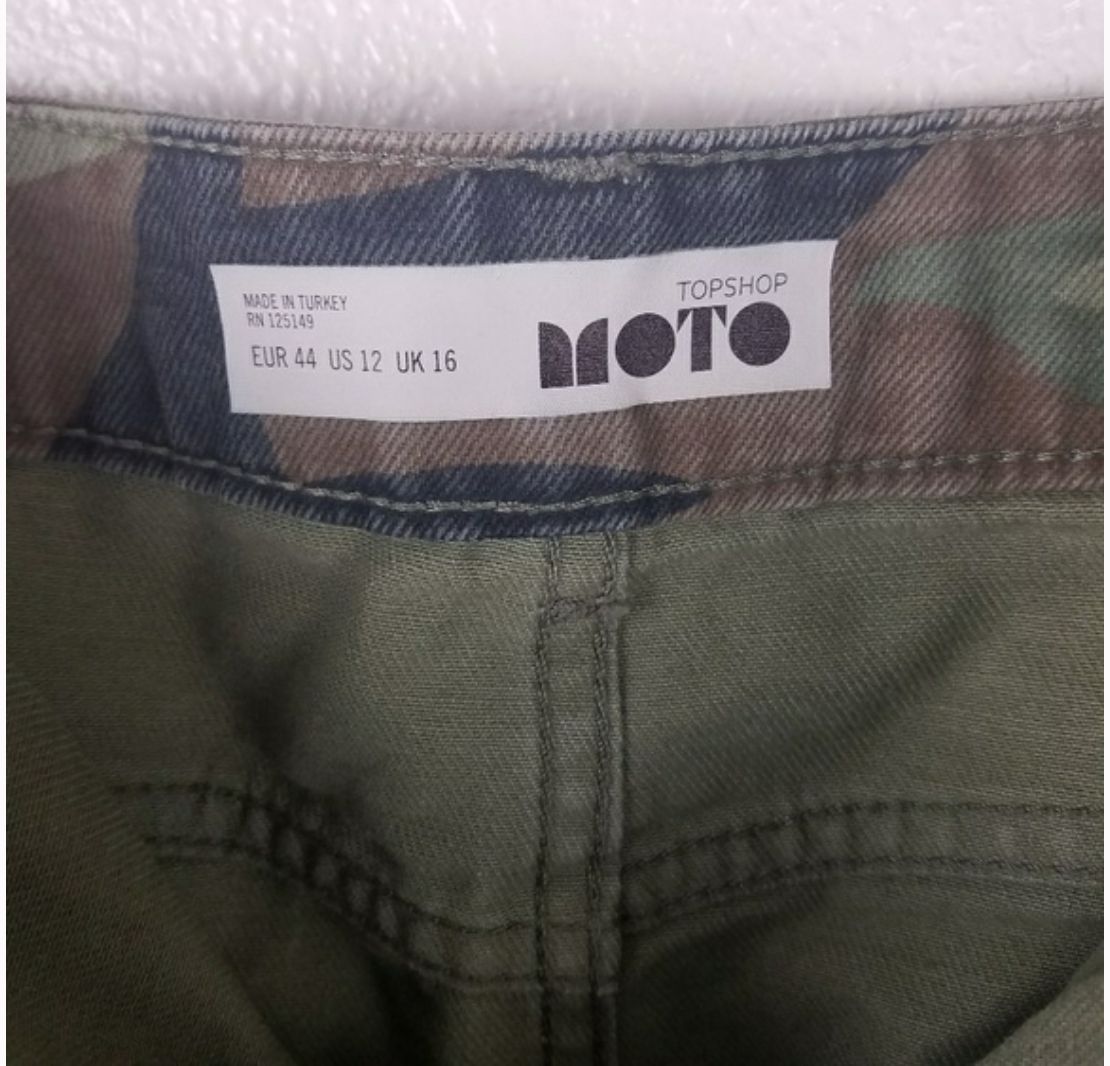 MADE IN TURKEY
RN 125149
EUR 44 US 12 UK 16
TOPSHOP
MOTO